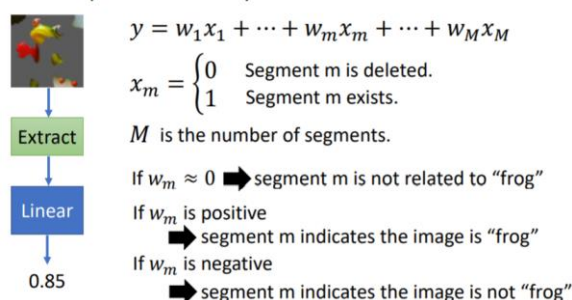 y = w₁x₁ + ⋯ + wₘxₘ + ⋯ + w_M x_M
xₘ = {0 Segment m is deleted.
1 Segment m exists.
M is the number of segments.
Extract
If wₘ ≈ 0 ➡ segment m is not related to “frog”
Linear
If wₘ is positive
➡ segment m indicates the image is “frog”
If wₘ is negative
0.85
➡ segment m indicates the image is not “frog”